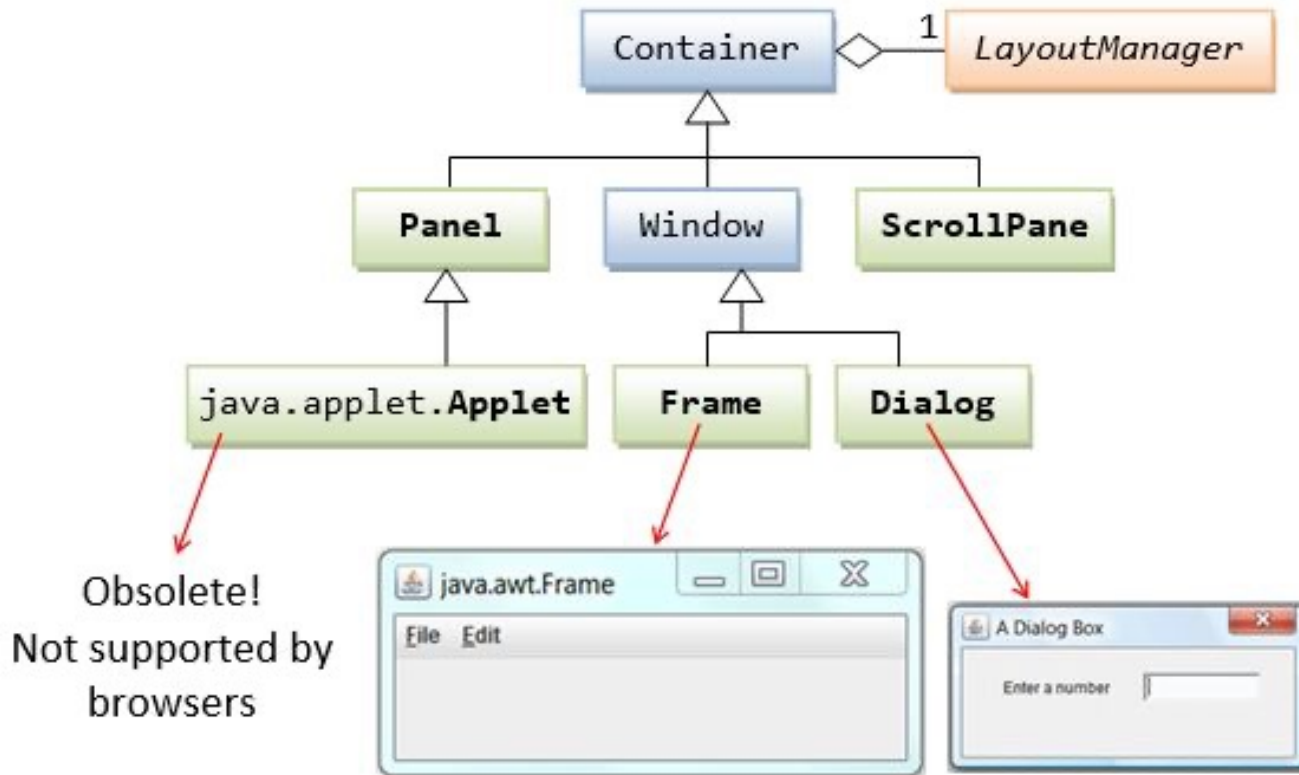 Container
1
LayoutManager
Panel
Window
ScrollPane
java.applet.Applet
Frame
Dialog
Obsolete!
Not supported by
browsers
java.awt.Frame
File Edit
A Dialog Box
Enter a number